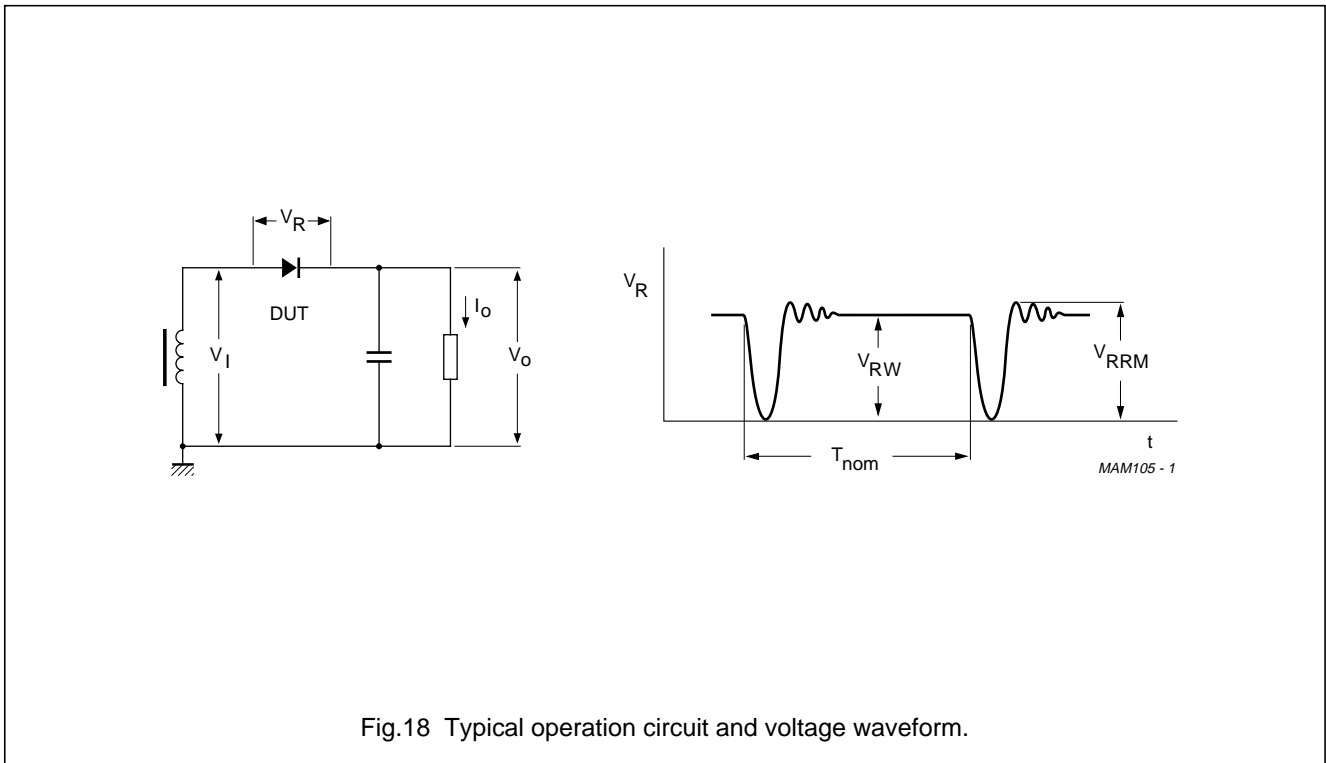 V_R
DUT
I_o
V_I
V_o
V_R
V_RW
V_RRM
T_nom
t
MAM105 - 1
Fig.18 Typical operation circuit and voltage waveform.